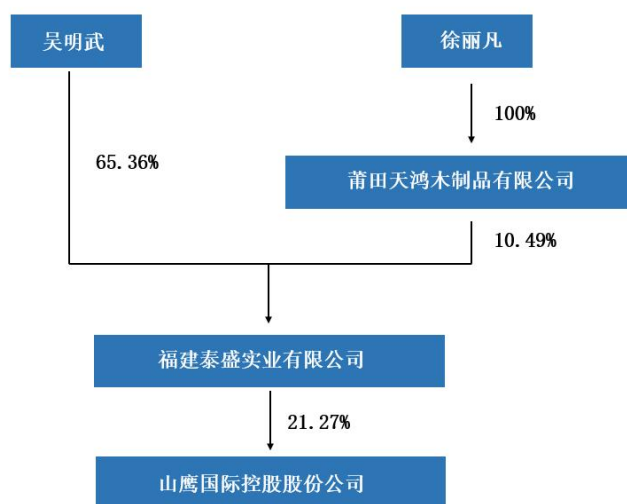 吴明武
徐丽凡
100%
65.36%
莆田天鸿木制品有限公司
10.49%
福建泰盛实业有限公司
21.27%
山鹰国际控股股份公司